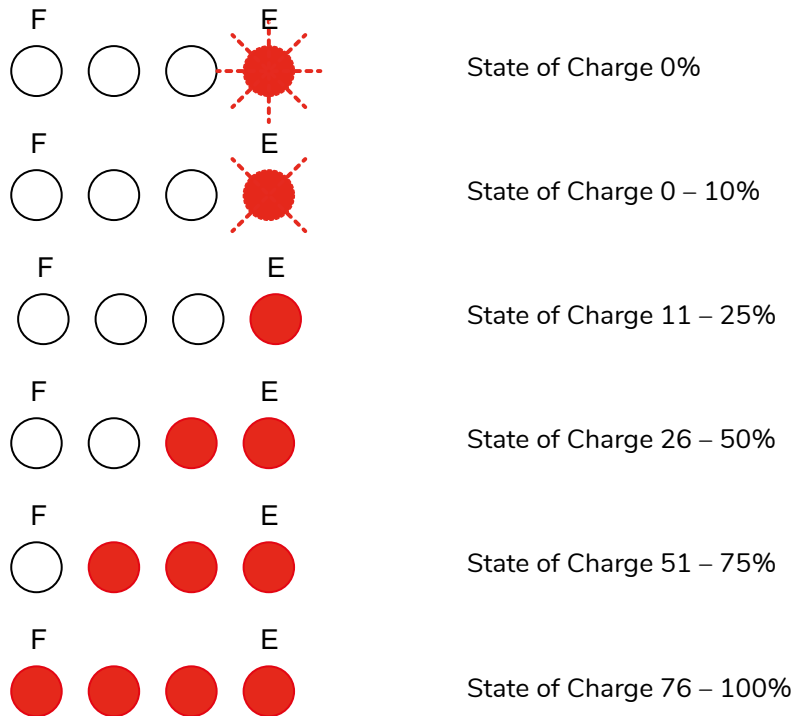 F E
State of Charge 0%
F E
State of Charge 0 – 10%
F E
State of Charge 11 – 25%
F E
State of Charge 26 – 50%
F E
State of Charge 51 – 75%
F E
State of Charge 76 – 100%